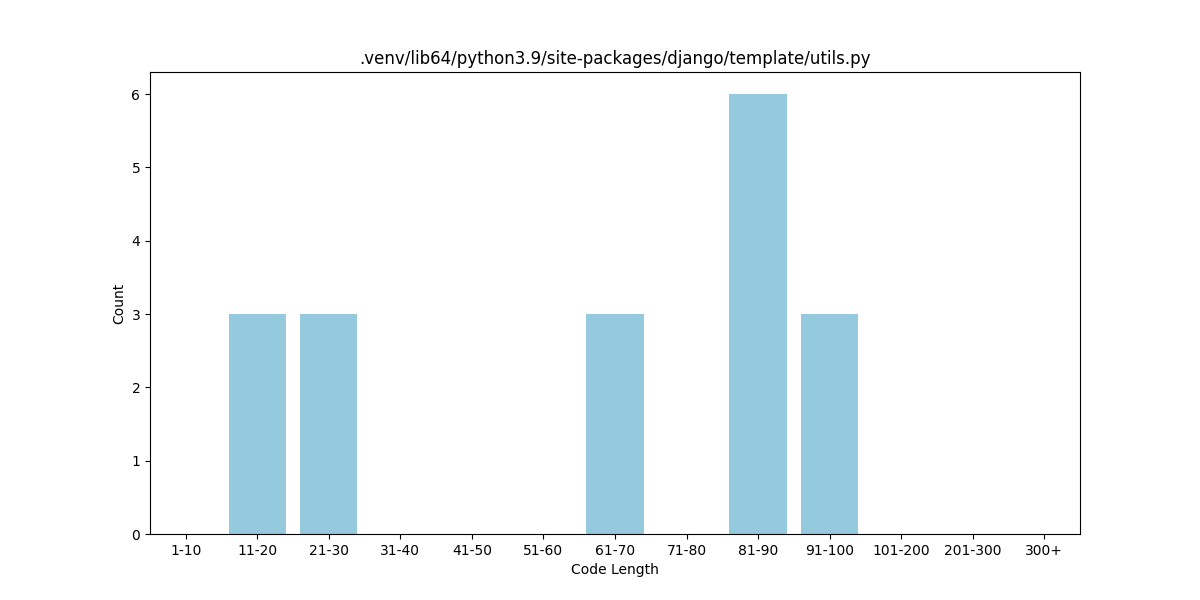 .venv/lib64/python3.9/site-packages/django/template/utils.py
6
5
4
3
2
1
0
Count
1-10 11-20 21-30 31-40 41-50 51-60 61-70 71-80 81-90 91-100 101-200 201-300 300+
Code Length